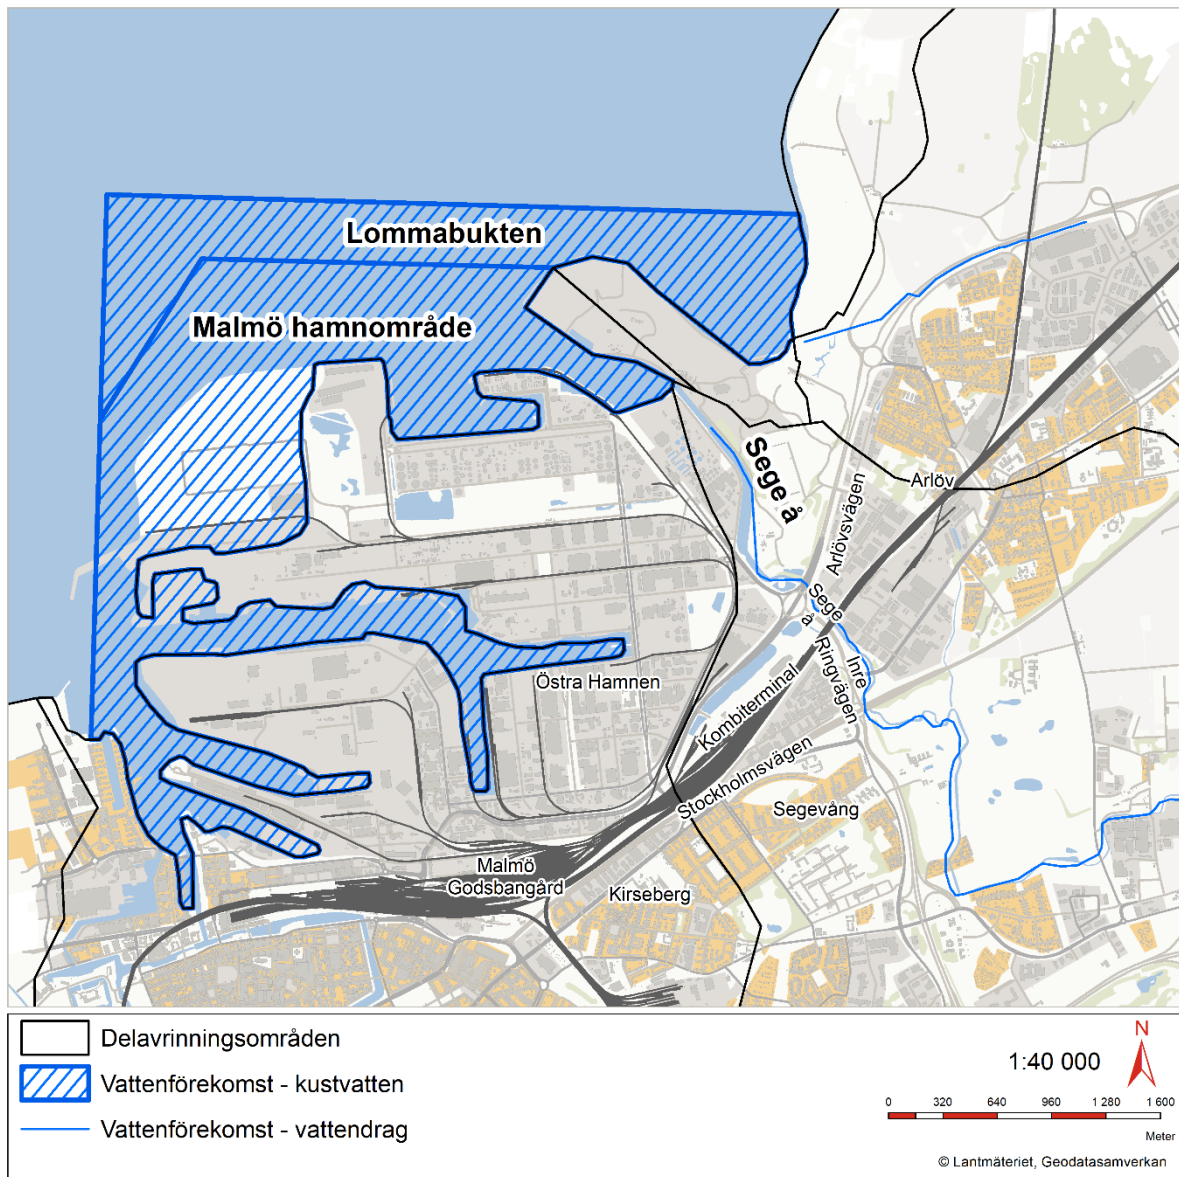 Lommabukten
Malmö hamnområde
Sege å
Arlöv
Arlövsvägen
Sege
å
Inre
Ringvägen
Östra Hamnen
Kombiterminal
Stockholmsvägen
Segevång
Malmö
Godsbangård
Kirseberg
Delavrinningsområden
Vattenförekomst - kustvatten
Vattenförekomst - vattendrag
N
1:40 000
0 320 640 960 1 280 1 600
Meter
© Lantmäteriet, Geodatasamverkan